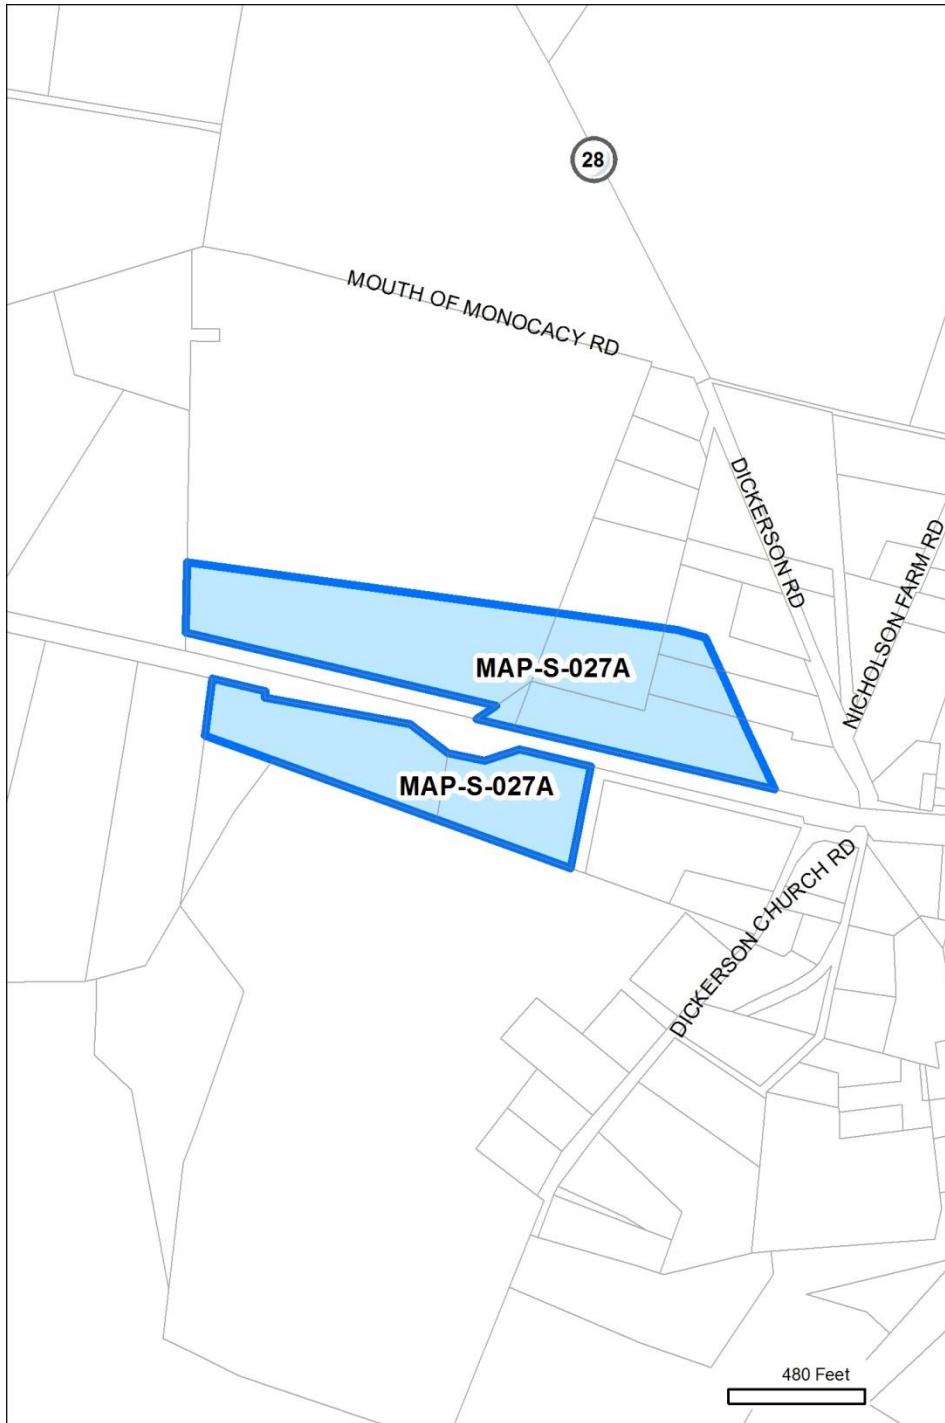 28
MOUTH OF MONOCACY RD
DICKERSON RD
NICHOLSON FARM RD
MAP-S-027A
MAP-S-027A
DICKERSON CHURCH RD
480 Feet